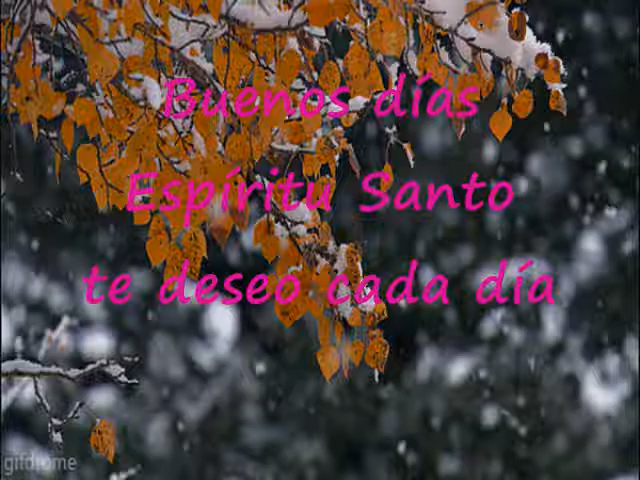 Buenos días
Espíritu Santo
te deseo cada día
gifdrome